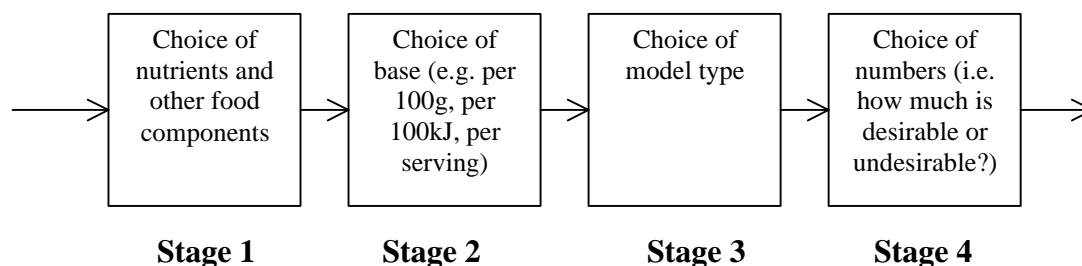 Choice of
nutrients and
other food
components
Choice of
base (e.g. per
100g, per
100kJ, per
serving)
Choice of
model type
Choice of
numbers (i.e.
how much is
desirable or
undesirable?)
Stage 1
Stage 2
Stage 3
Stage 4